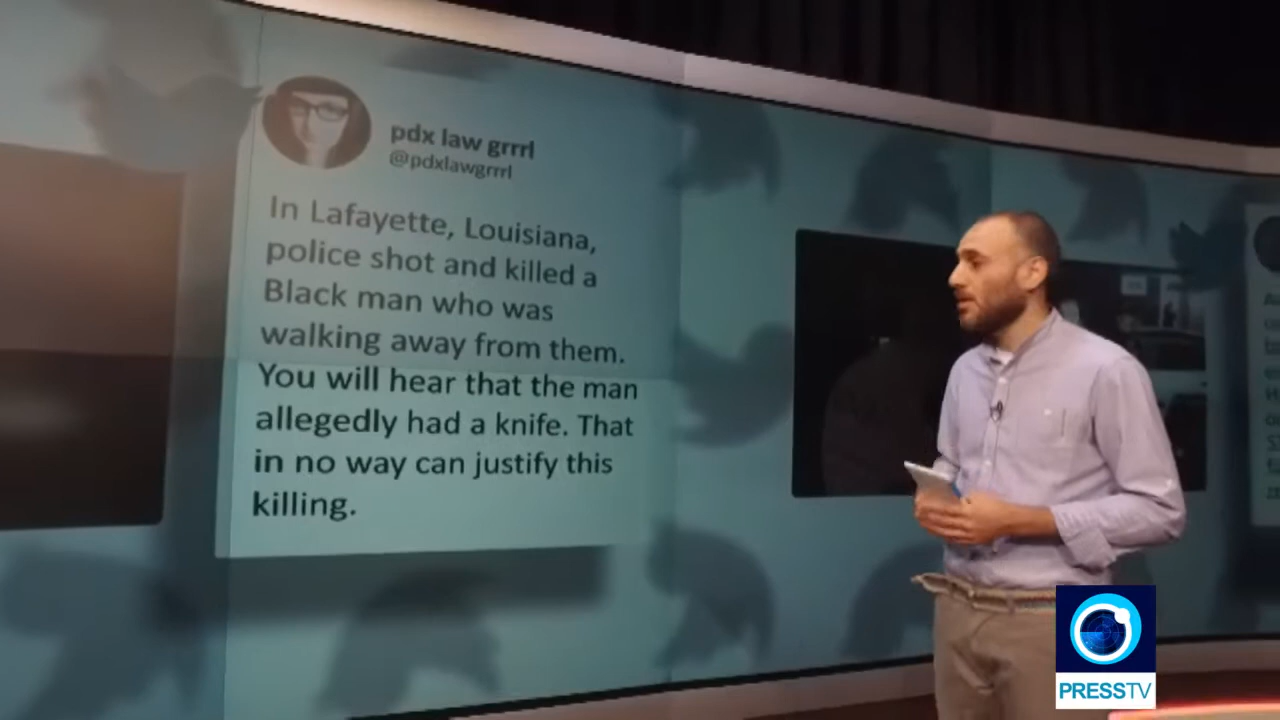 pdx law grrrl
@pdxlawgrrrl
In Lafayette, Louisiana,
police shot and killed a
Black man who was
walking away from them.
You will hear that the man
allegedly had a knife. That
in no way can justify this
killing.
PRESSTV